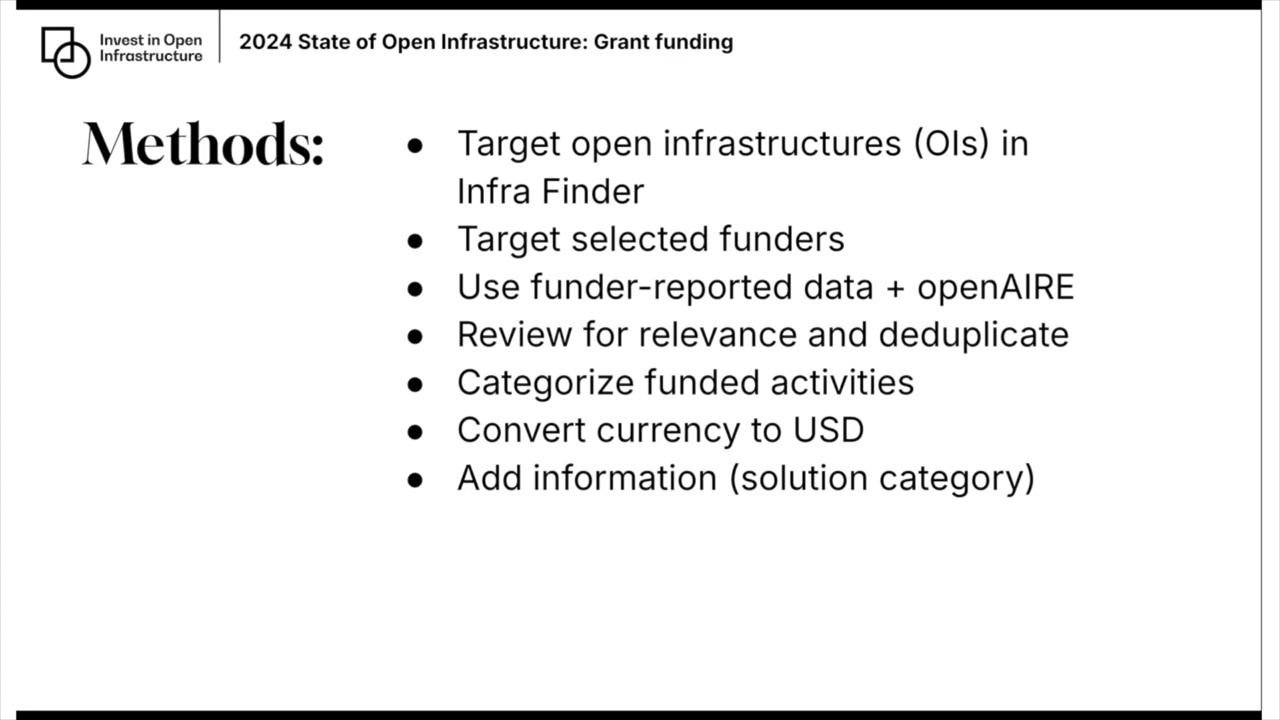 Invest in Open
Infrastructure
2024 State of Open Infrastructure: Grant funding
Methods:
● Target open infrastructures (OIs) in
Infra Finder
● Target selected funders
● Use funder-reported data + openAIRE
● Review for relevance and deduplicate
● Categorize funded activities
● Convert currency to USD
● Add information (solution category)